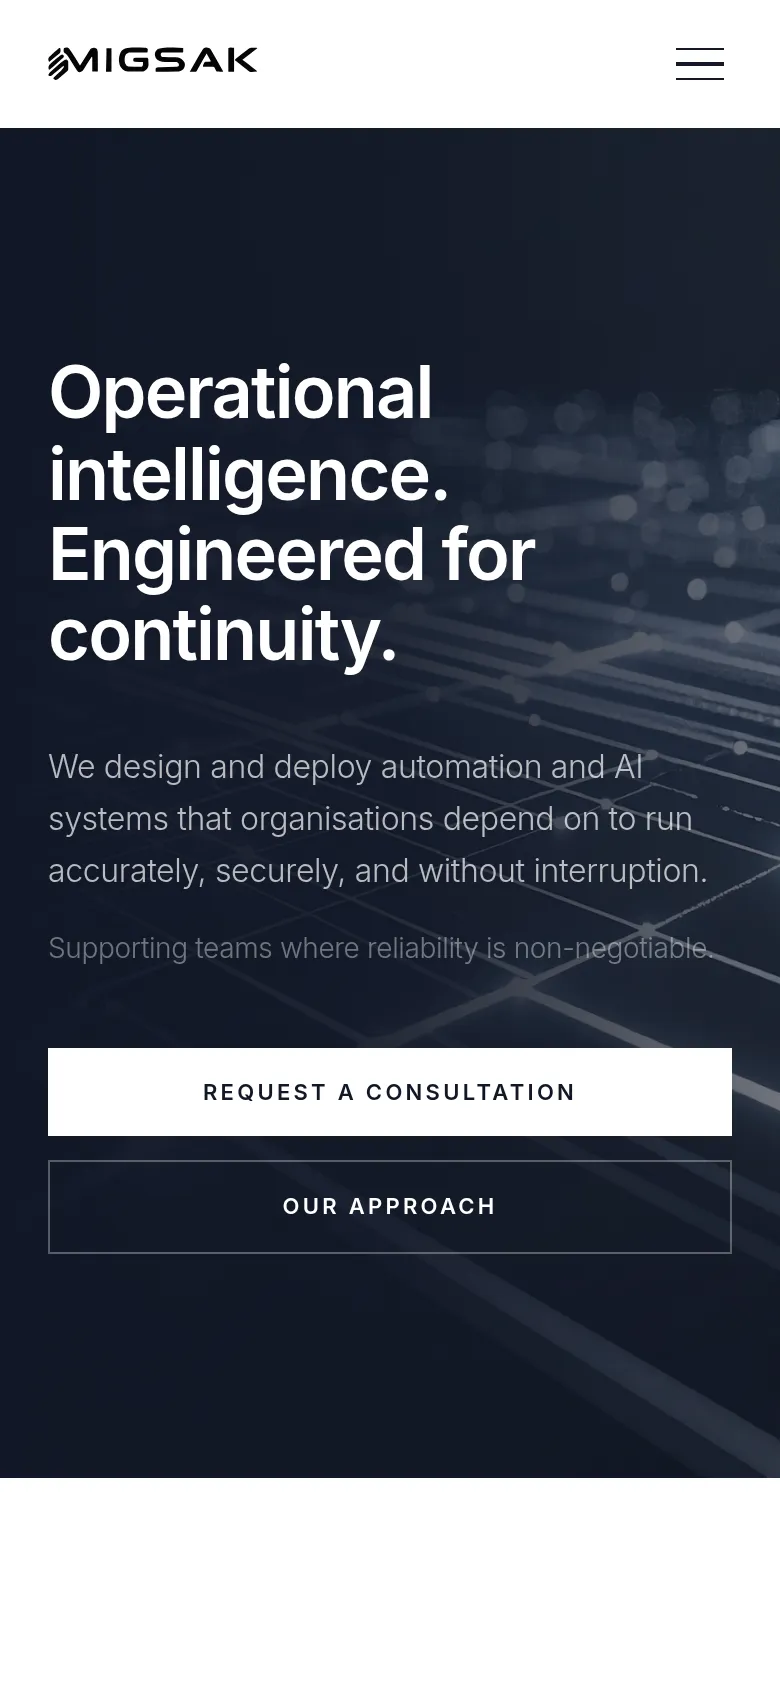 MIGSAK
Operational
intelligence.
Engineered for
continuity.
We design and deploy automation and AI
systems that organisations depend on to run
accurately, securely, and without interruption.
Supporting teams where reliability is non-negotiable.
REQUEST A CONSULTATION
OUR APPROACH